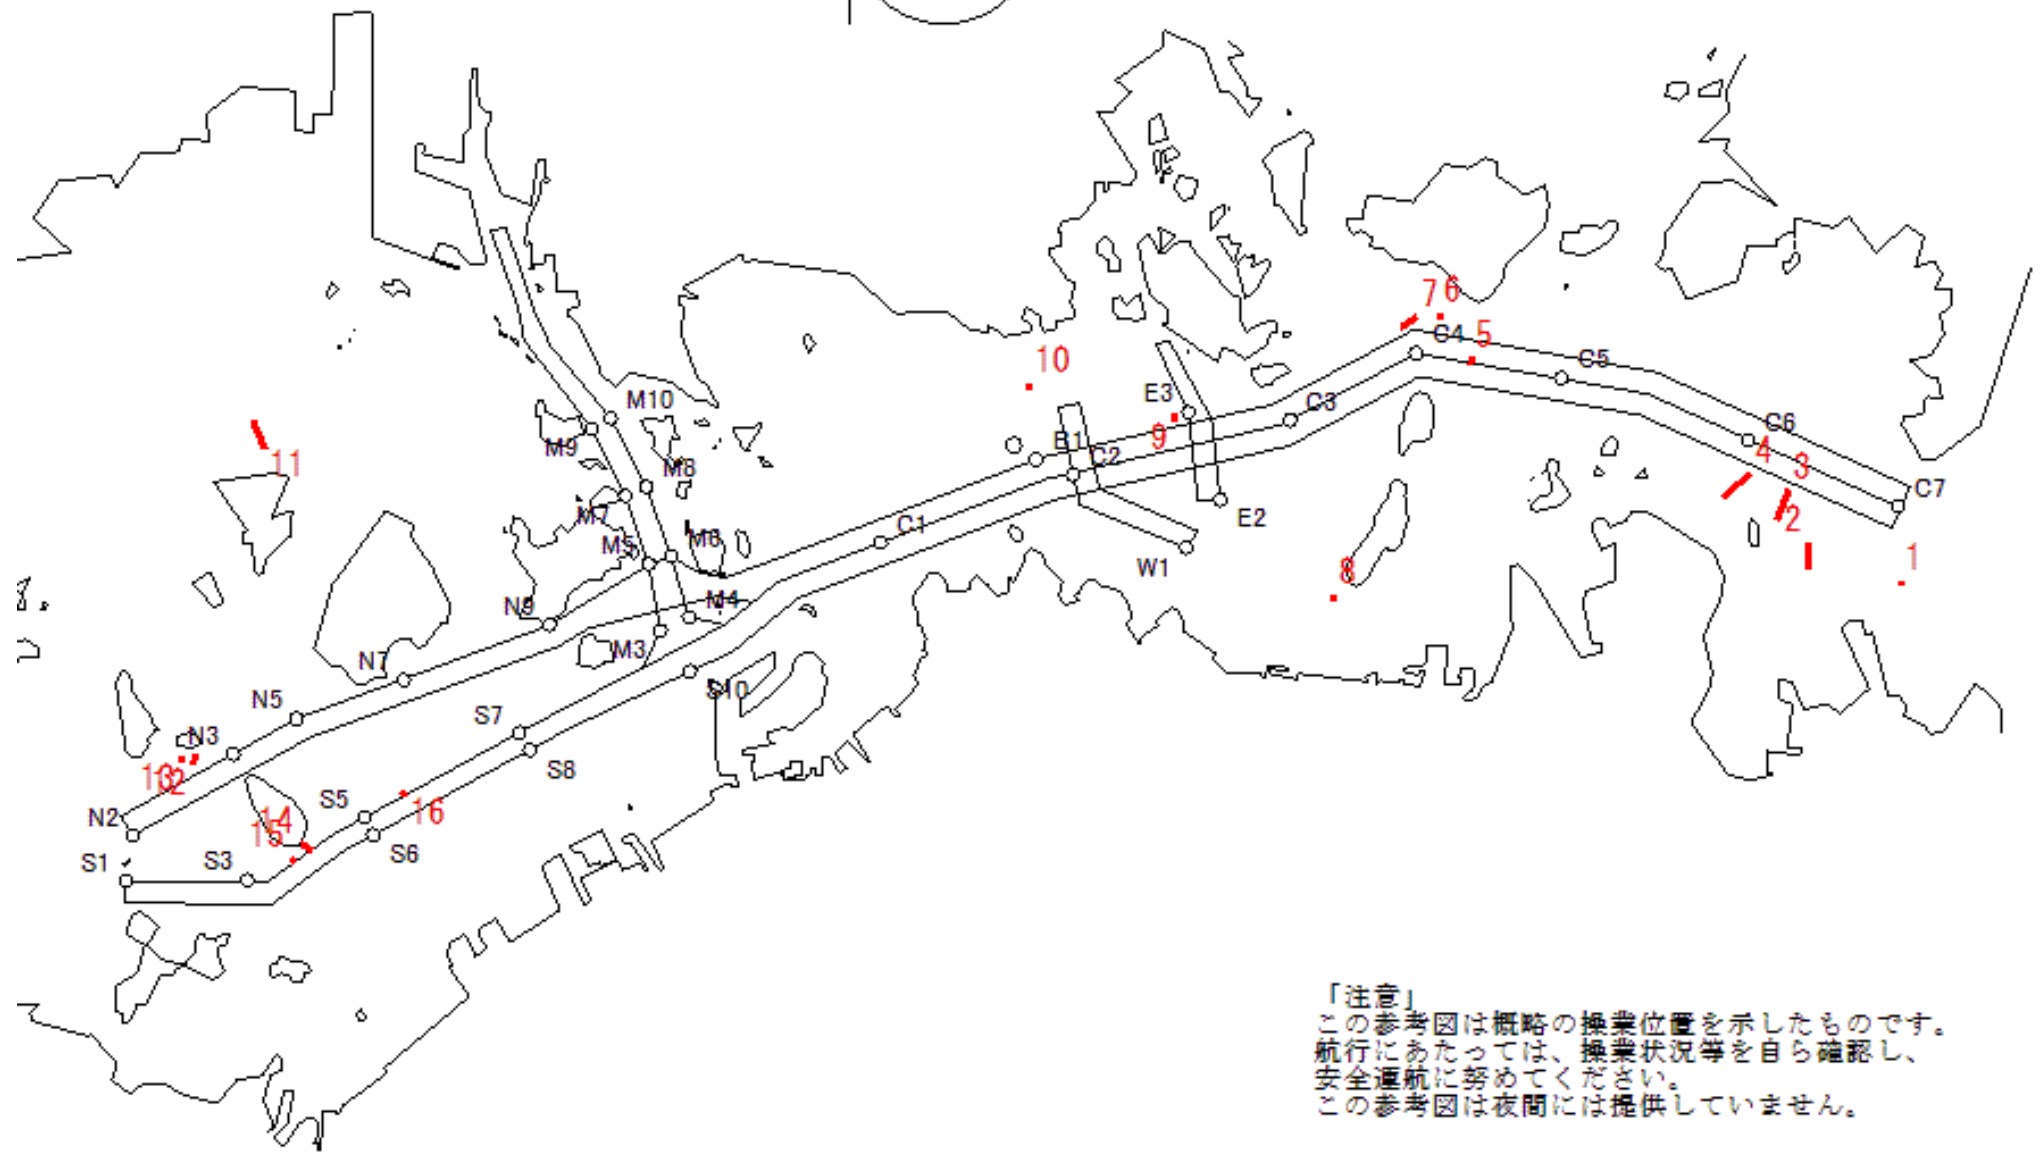 7 6
C4 5
10
C5
M10
E3
C3
C6
M9
9
B1
4
11
M8
C2
3
C7
M7
E2
2
M5
M6
C1
1
W1
8
N9
M4
M3
N7
S10
N5
S7
N3
13
12
S8
S5
16
N2
14
15
S6
S1
S3
「注意」
この参考図は概略の操業位置を示したものです。
航行にあたっては、操業状況等を自ら確認し、
安全運航に努めてください。
この参考図は夜間には提供していません。